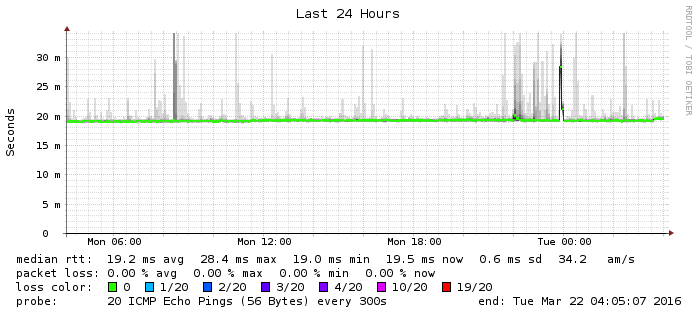 Last 24 Hours
RRDTOOL / TOBI OETIKER
Seconds
30 m
25 m
20 m
15 m
10 m
5 m
0
Mon 06:00 Mon 12:00 Mon 18:00 Tue 00:00
median rtt: 19.2 ms avg 28.4 ms max 19.0 ms min 19.5 ms now 0.6 ms sd 34.2 am/s
packet loss: 0.00 % avg 0.00 % max 0.00 % min 0.00 % now
loss color: 0 1/20 2/20 3/20 4/20 10/20 19/20
probe: 20 ICMP Echo Pings (56 Bytes) every 300s end: Tue Mar 22 04:05:07 2016